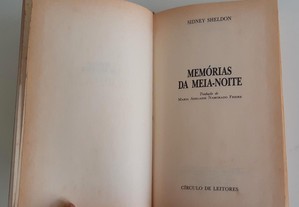 SIDNEY SHELDON
MEMÓRIAS
DA MEIA-NOITE
Tradução de
CÍRCULO DE LEITORES